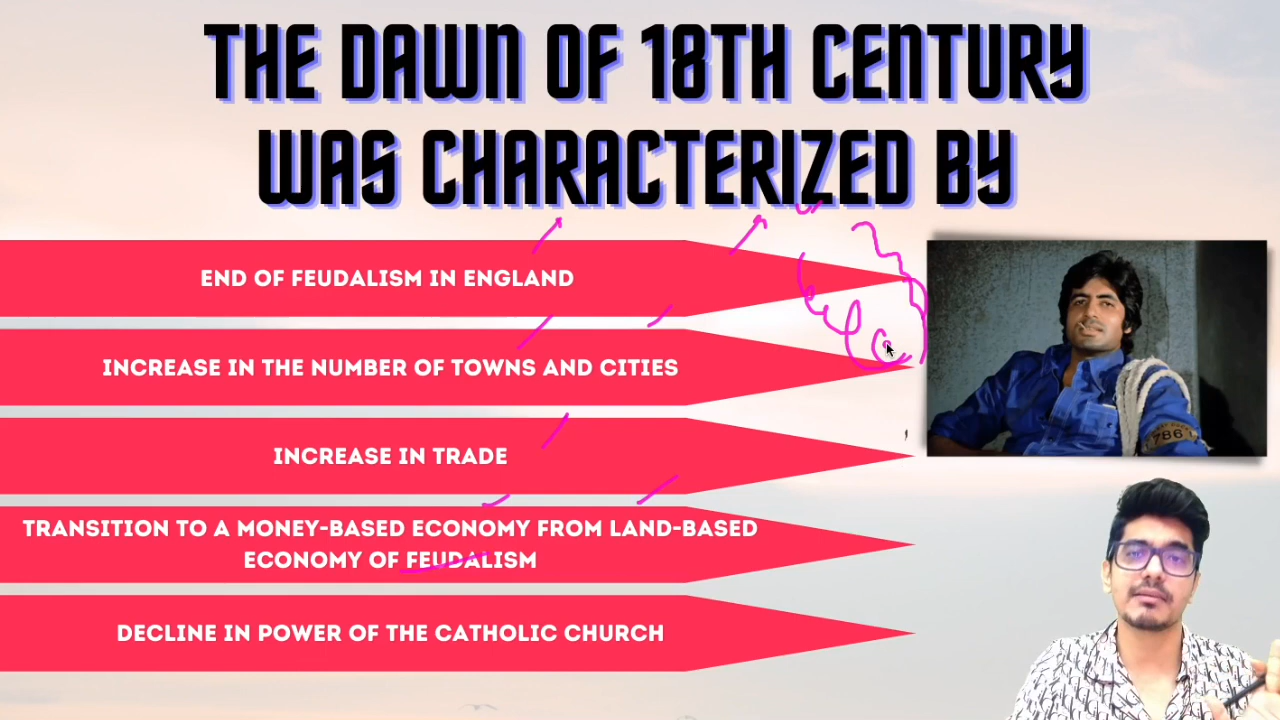 THE DAWN OF 18TH CENTURY
WAS CHARACTERIZED BY
END OF FEUDALISM IN ENGLAND
INCREASE IN THE NUMBER OF TOWNS AND CITIES
INCREASE IN TRADE
TRANSITION TO A MONEY-BASED ECONOMY FROM LAND-BASED
ECONOMY OF FEUDALISM
DECLINE IN POWER OF THE CATHOLIC CHURCH
786